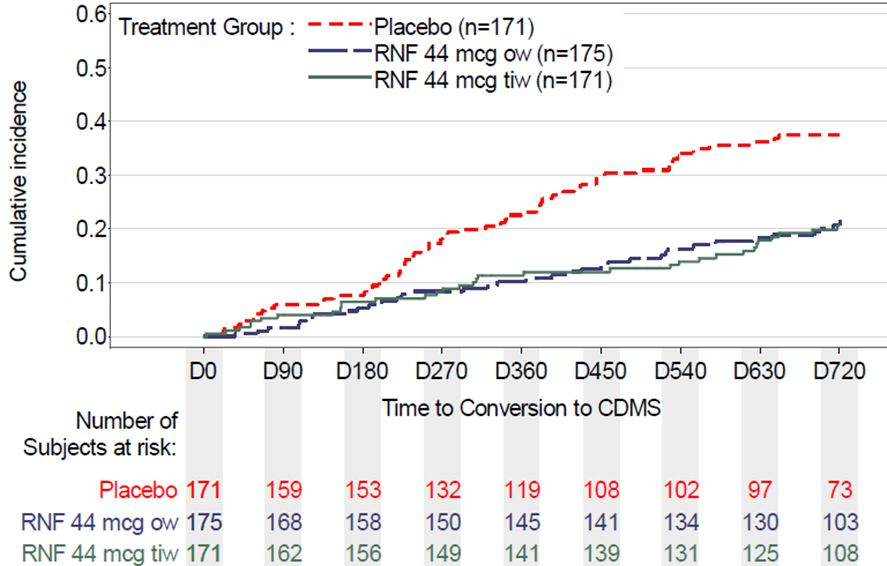 Treatment Group :
Placebo (n=171)
RNF 44 mcg ow (n=175)
RNF 44 mcg tiw (n=171)
Cumulative incidence
0.6
0.5
0.4
0.3
0.2
0.1
0.0
D0 D90 D180 D270 D360 D450 D540 D630 D720
Time to Conversion to CDMS
Number of
Subjects at risk:
Placebo 171 159 153 132 119 108 102 97 73
RNF 44 mcg ow 175 168 158 150 145 141 134 130 103
RNF 44 mcg tiw 171 162 156 149 141 139 131 125 108